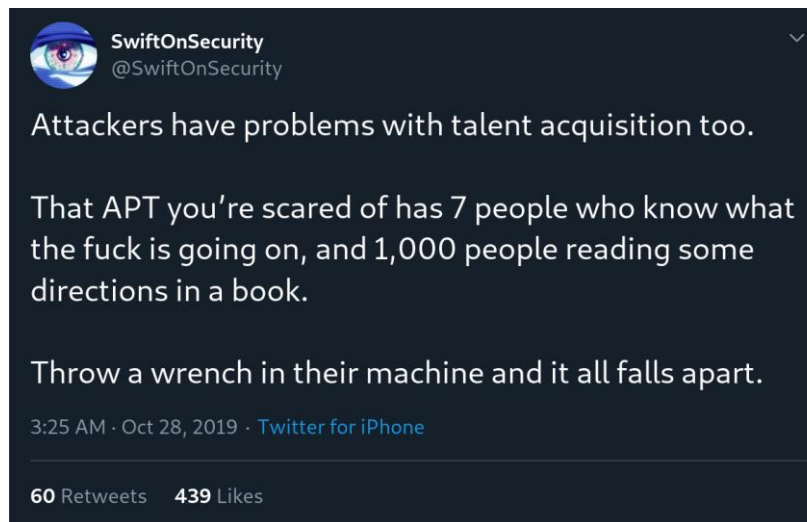 SwiftOnSecurity
@SwiftOnSecurity
Attackers have problems with talent acquisition too.
That APT you’re scared of has 7 people who know what
the fuck is going on, and 1,000 people reading some
directions in a book.
Throw a wrench in their machine and it all falls apart.
3:25 AM · Oct 28, 2019 · Twitter for iPhone
60 Retweets 439 Likes